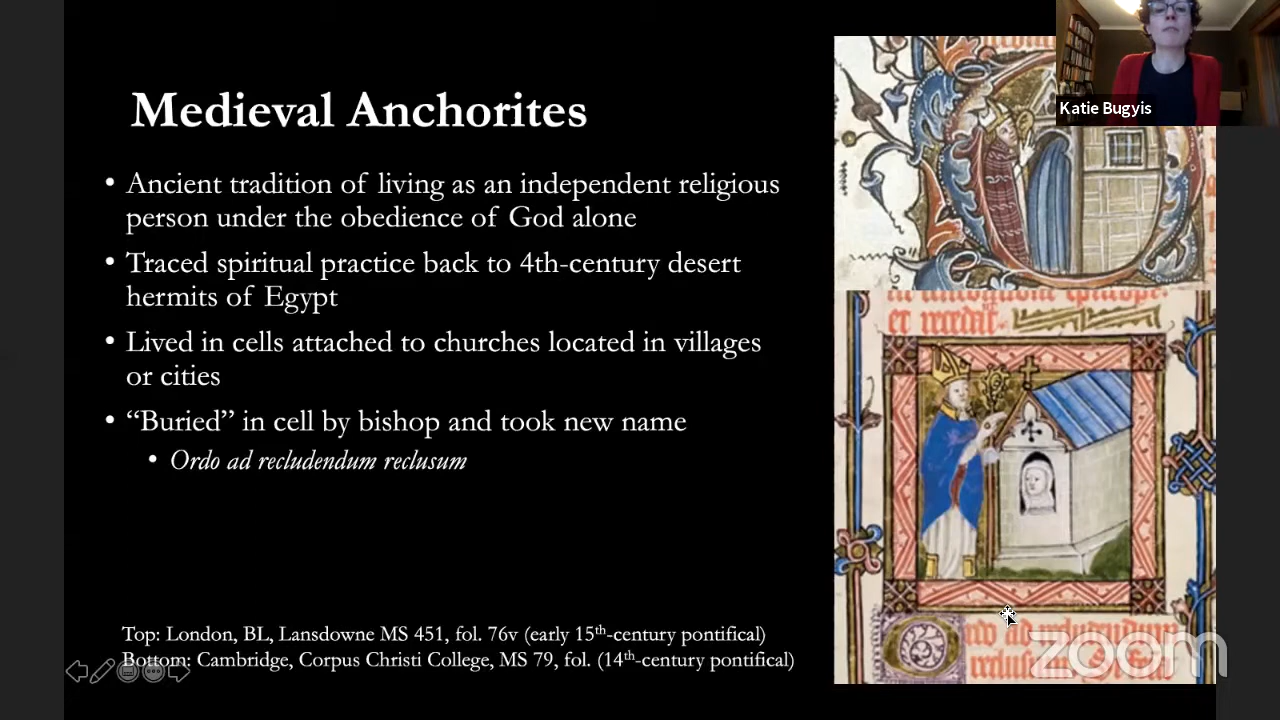 Katie Bugyis
Medieval Anchorites
• Ancient tradition of living as an independent religious
person under the obedience of God alone
• Traced spiritual practice back to 4th-century desert
hermits of Egypt
• Lived in cells attached to churches located in villages
or cities
• “Buried” in cell by bishop and took new name
• Ordo ad recludendum reclusum
Top: London, BL, Lansdowne MS 451, fol. 76v (early 15th-century pontifical)
Bottom: Cambridge, Corpus Christi College, MS 79, fol. (14th-century pontifical)
zoom